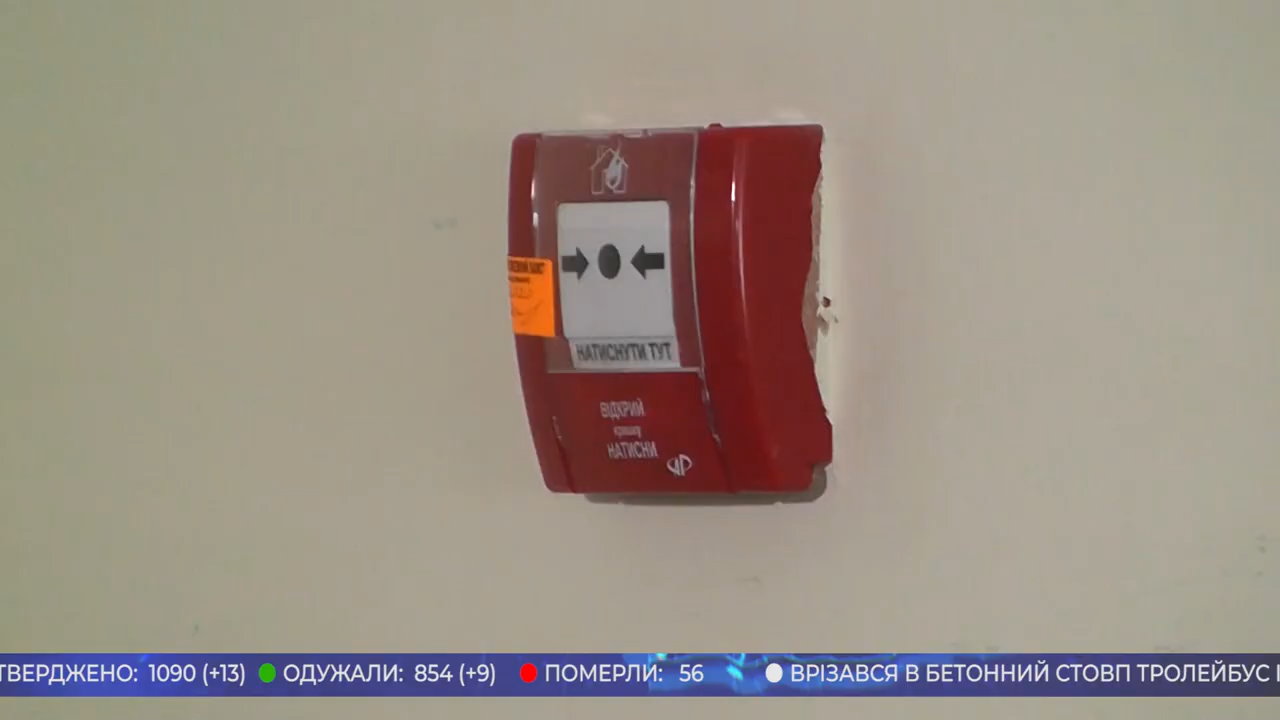 НАТИСНУТИ ТУТ
ВІДКРИЙ
кришку
НАТИСНИ
ТВЕРДЖЕНО: 1090 (+13) ОДУЖАЛИ: 854 (+9) ПОМЕРЛИ: 56 ВРІЗАВСЯ В БЕТОННИЙ СТОВП ТРОЛЕЙБУС